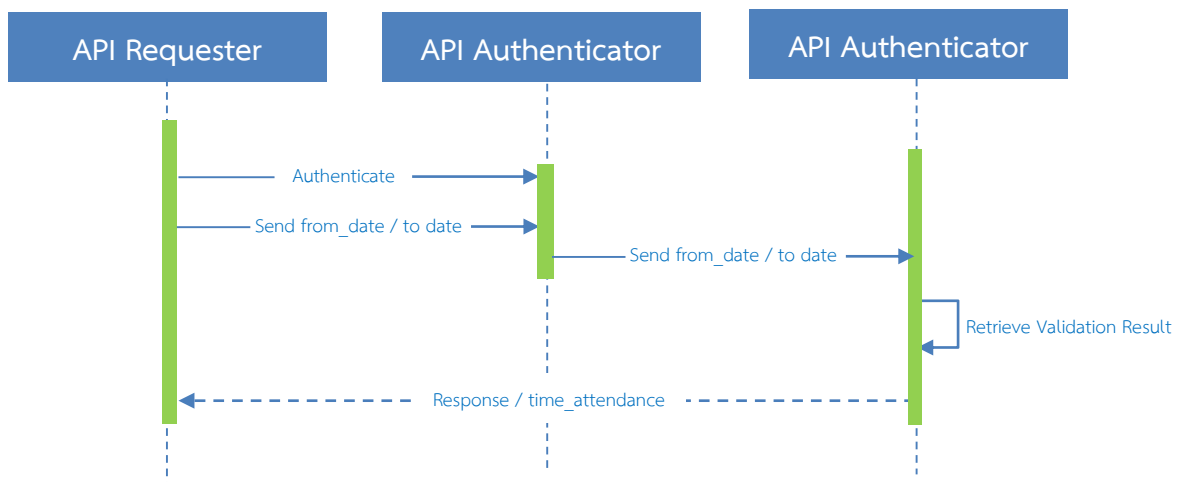 API Requester
API Authenticator
API Authenticator
Authenticate
Send from_date / to date
Send from_date / to date
Retrieve Validation Result
Response / time_attendance